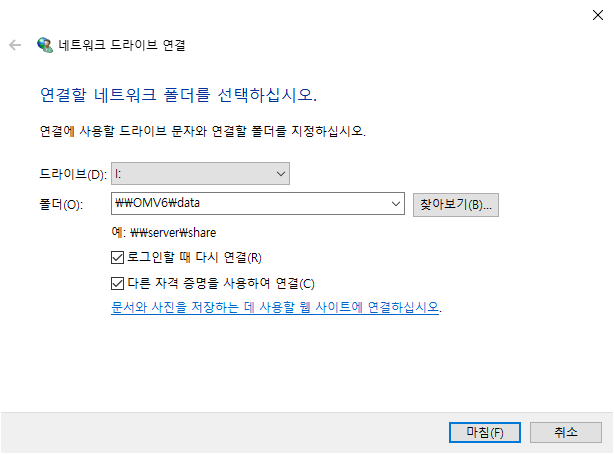 네트워크 드라이브 연결
연결할 네트워크 폴더를 선택하십시오.
연결에 사용할 드라이브 문자와 연결할 폴더를 지정하십시오.
드라이브(D): I:
폴더(O): ₩₩OMV6₩data 찾아보기(B)...
예: ₩₩server₩share
로그인할 때 다시 연결(R)
다른 자격 증명을 사용하여 연결(C)
문서와 사진을 저장하는 데 사용할 웹 사이트에 연결하십시오.
마침(F) 취소